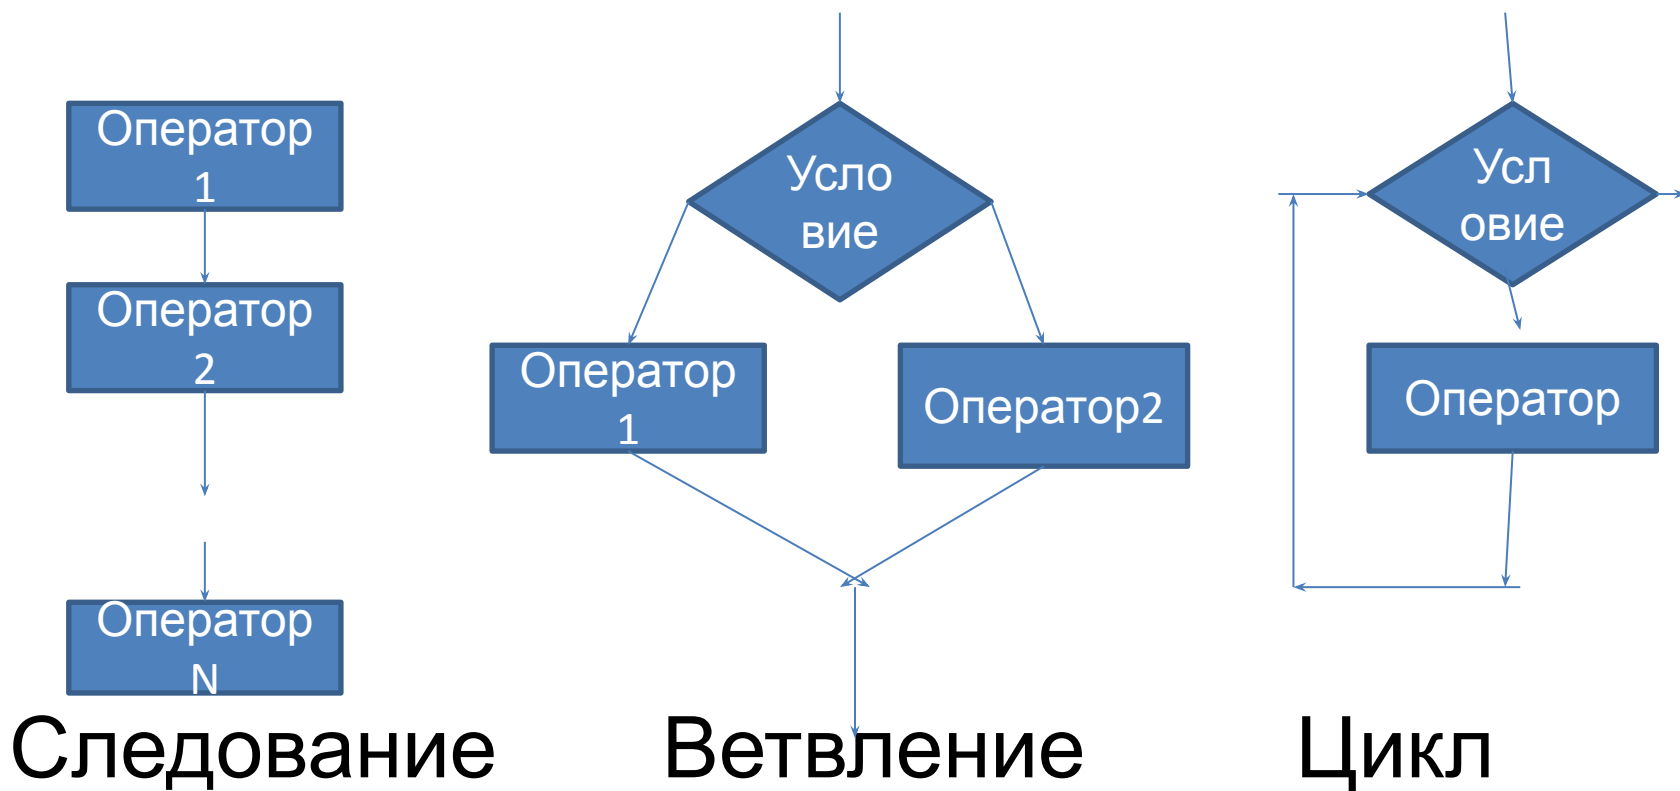 Оператор
1
Оператор
2
Оператор
N
Следование
Усло
вие
Оператор
1
Оператор2
Ветвление
Усл
овие
Оператор
Цикл